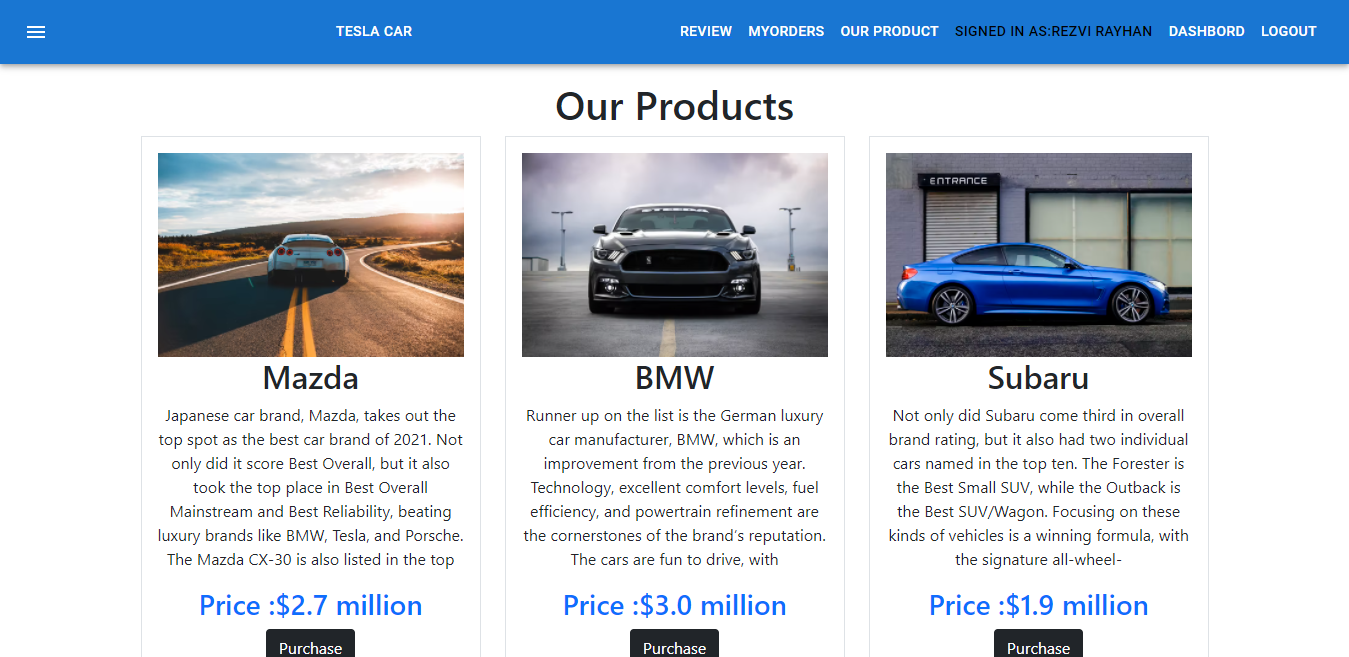 TESLA CAR
REVIEW MYORDERS OUR PRODUCT SIGNED IN AS:REZVI RAYHAN DASHBORD LOGOUT
Our Products
ENTRANCE
Mazda
Japanese car brand, Mazda, takes out the
top spot as the best car brand of 2021. Not
only did it score Best Overall, but it also
took the top place in Best Overall
Mainstream and Best Reliability, beating
luxury brands like BMW, Tesla, and Porsche.
The Mazda CX-30 is also listed in the top
Price :$2.7 million
Purchase
BMW
Runner up on the list is the German luxury
car manufacturer, BMW, which is an
improvement from the previous year.
Technology, excellent comfort levels, fuel
efficiency, and powertrain refinement are
the cornerstones of the brand’s reputation.
The cars are fun to drive, with
Price :$3.0 million
Purchase
Subaru
Not only did Subaru come third in overall
brand rating, but it also had two individual
cars named in the top ten. The Forester is
the Best Small SUV, while the Outback is
the Best SUV/Wagon. Focusing on these
kinds of vehicles is a winning formula, with
the signature all-wheel-
Price :$1.9 million
Purchase